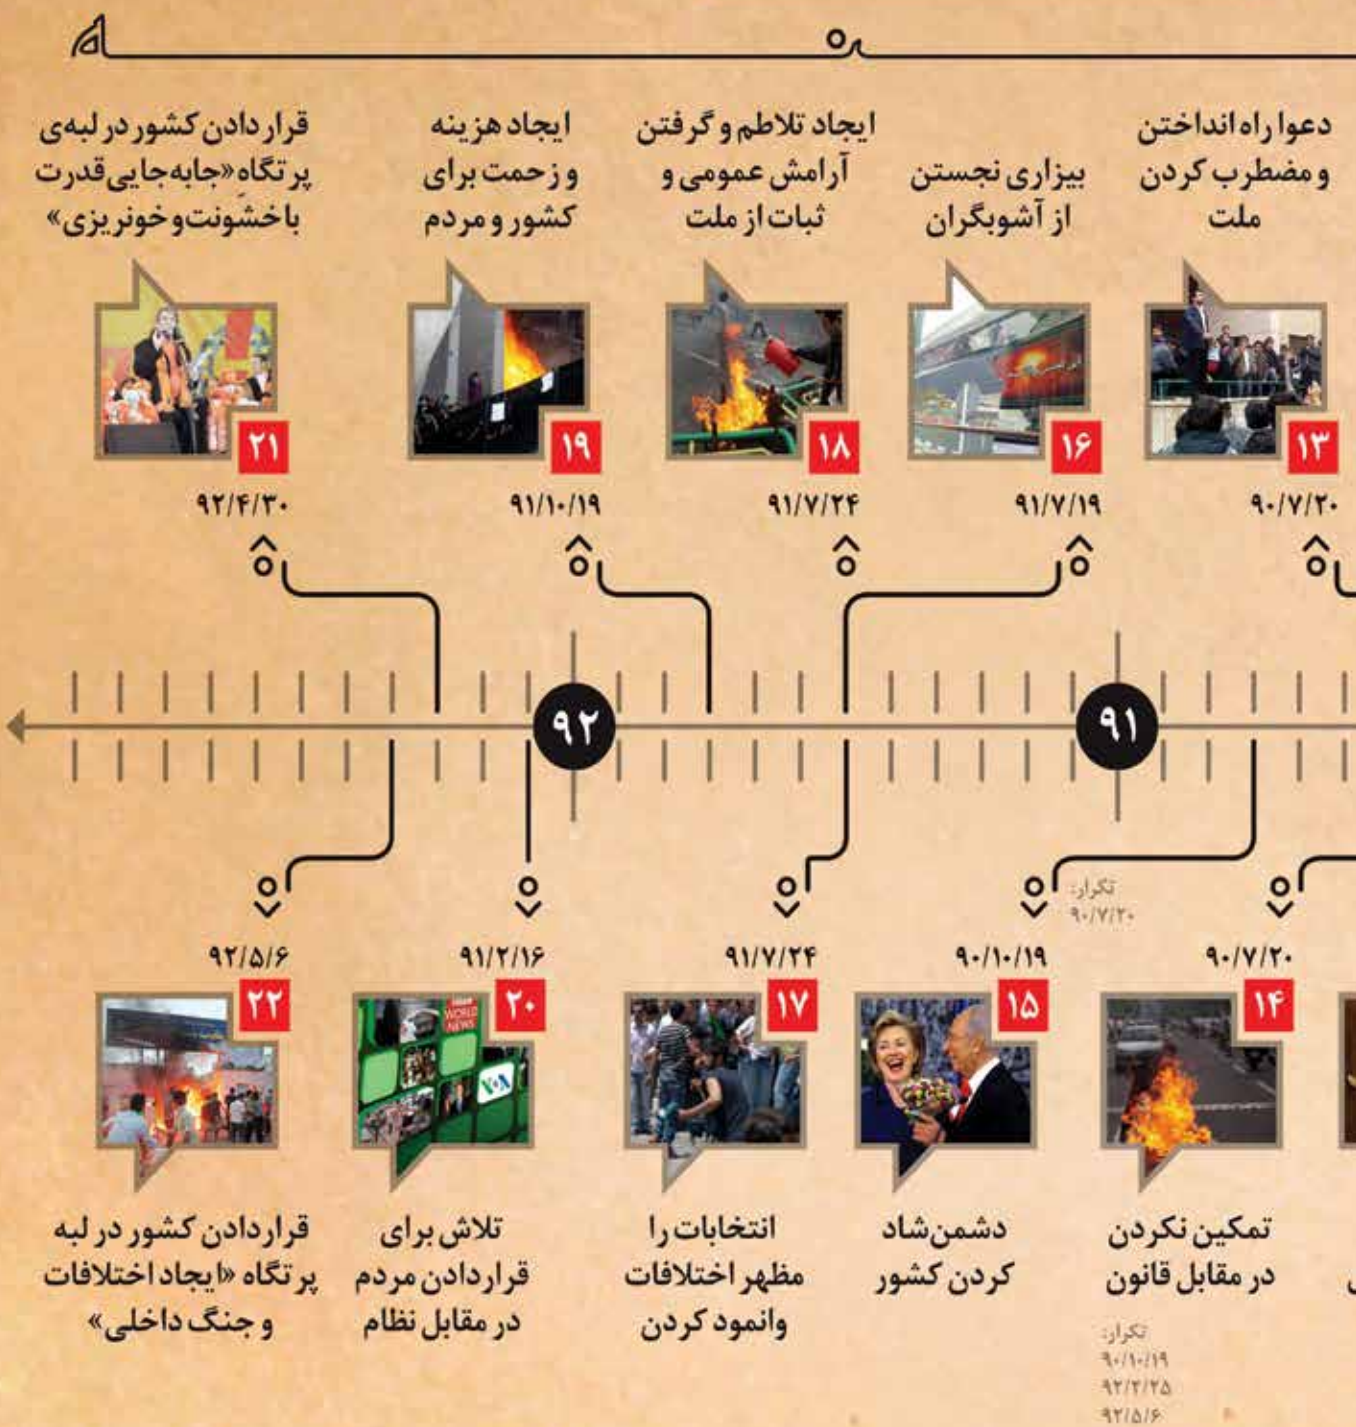 دعوا راه انداختن
و مضطرب کردن
ملت
۱۳
۹۰/۷/۲۰
بیزاری نجستن
از آشوبگران
۱۶
۹۱/۷/۱۹
ایجاد تلاطم و گرفتن
آرامش عمومی و
ثبات از ملت
۱۸
۹۱/۷/۲۴
ایجاد هزینه
و زحمت برای
کشور و مردم
۱۹
۹۱/۱۰/۱۹
قرار دادن کشور در لبه‌ی
پرتگاهِ «جابه‌جایی قدرت
با خشونت و خونریزی»
۲۱
۹۲/۴/۳۰
۹۱
۹۲
۹۰/۷/۲۰
۱۴
تمکین نکردن
در مقابل قانون
تکرار:
۹۰/۱۰/۱۹
۹۲/۲/۲۵
۹۲/۵/۶
تکرار:
۹۰/۷/۲۰
۹۰/۱۰/۱۹
۱۵
دشمن‌شاد
کردن کشور
۹۱/۷/۲۴
۱۷
انتخابات را
مظهر اختلافات
وانمود کردن
۹۱/۲/۱۶
۲۰
WORLD
NEWS
VOA
تلاش برای
قراردادن مردم
در مقابل نظام
۹۲/۵/۶
۲۲
قراردادن کشور در لبه
پرتگاه «ایجاد اختلافات
و جنگ داخلی»